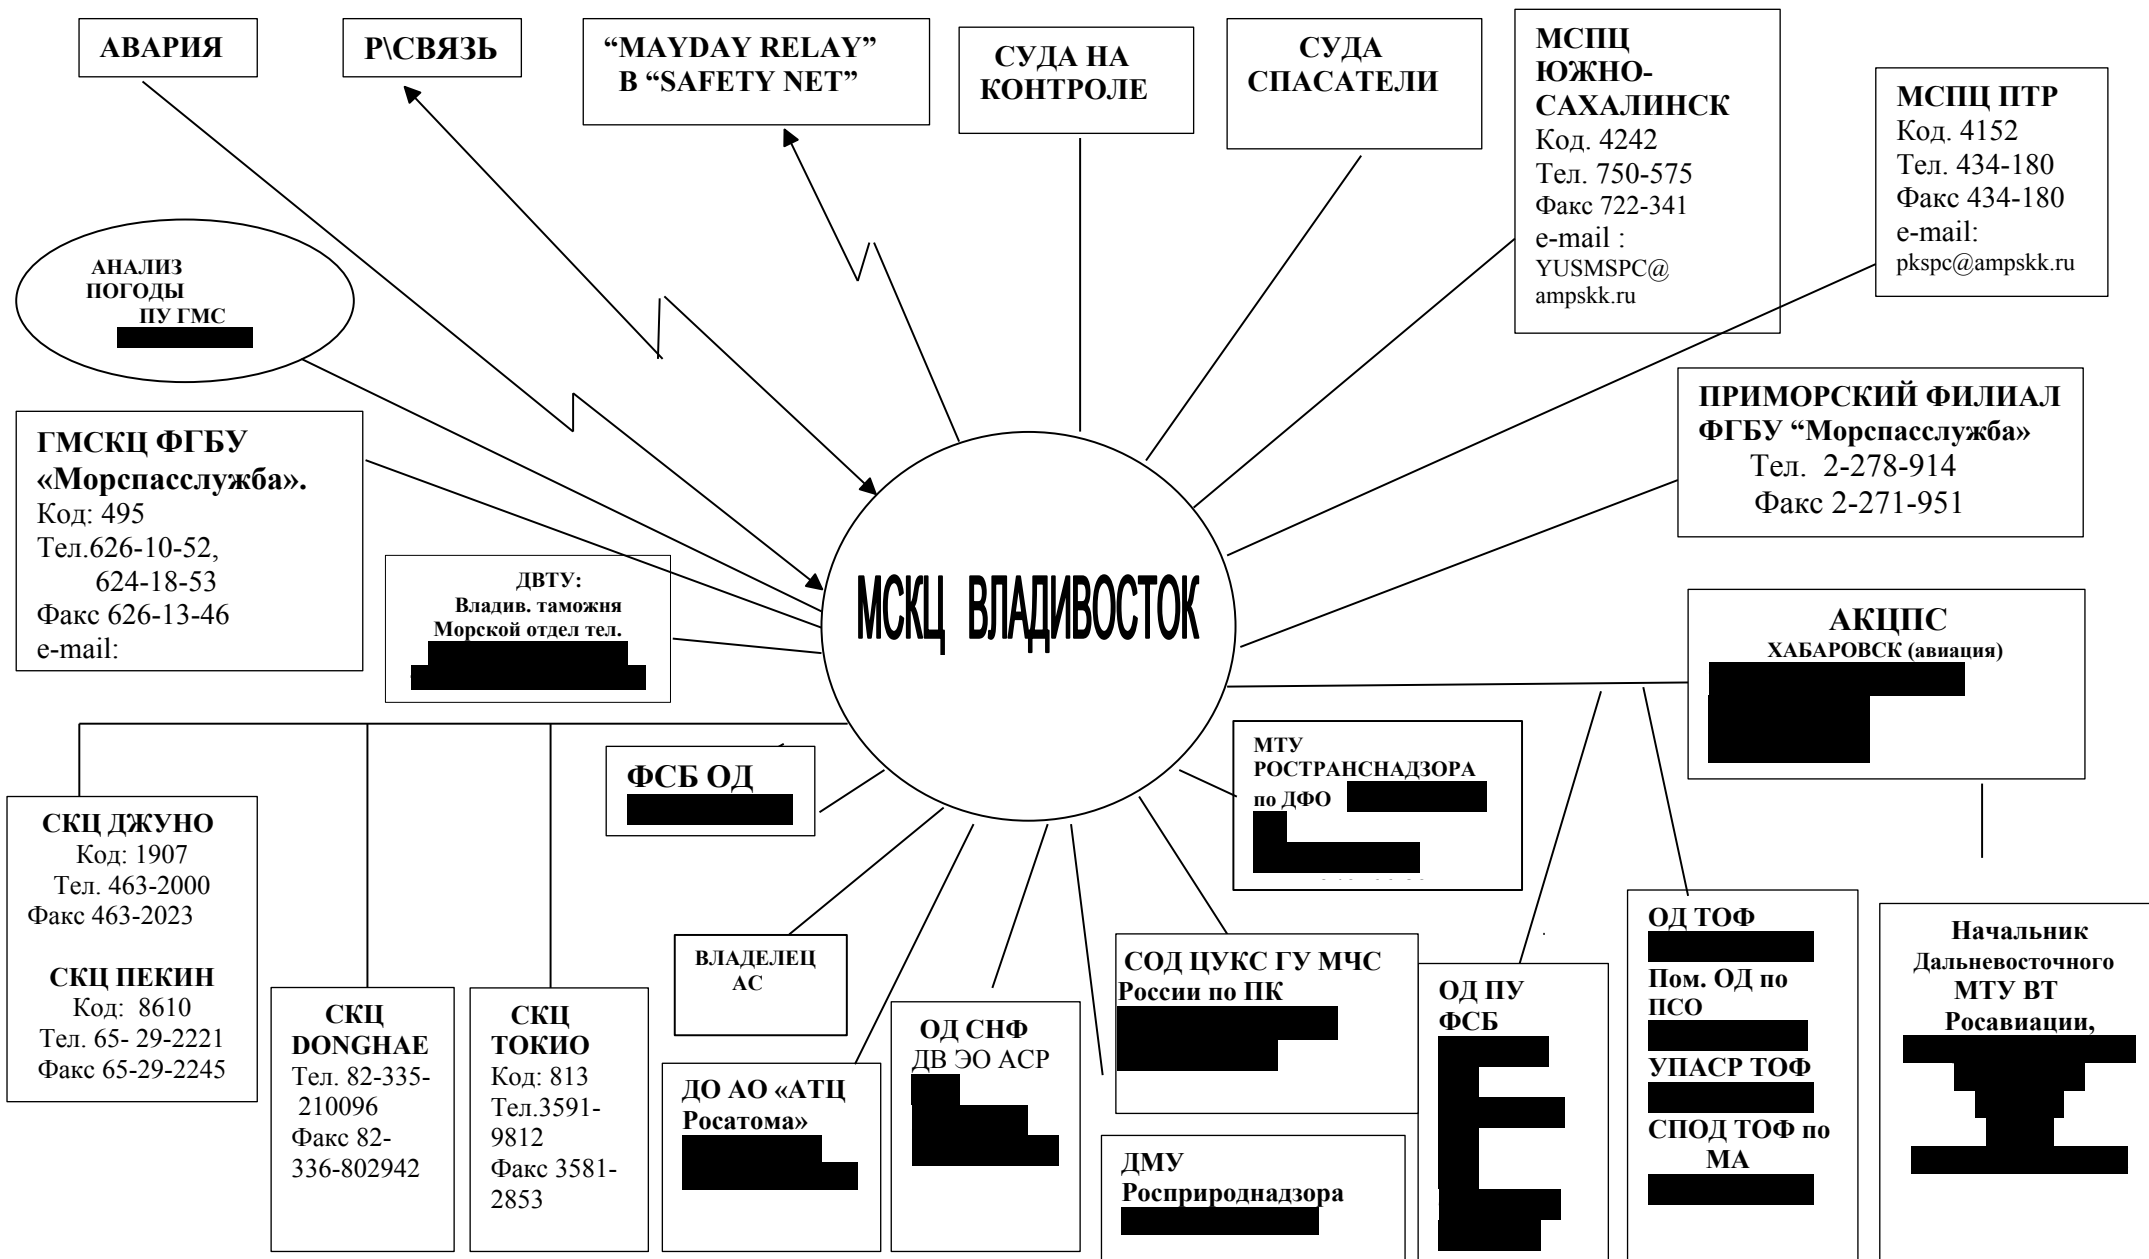 АВАРИЯ
Р\СВЯЗЬ
“MAYDAY RELAY”
В “SAFETY NET”
СУДА НА
КОНТРОЛЕ
СУДА
СПАСАТЕЛИ
МСПЦ
ЮЖНО-
САХАЛИНСК
Код. 4242
Тел. 750-575
Факс 722-341
e-mail :
YUSMSPC@
ampskk.ru
МСПЦ ПТР
Код. 4152
Тел. 434-180
Факс 434-180
e-mail:
pkspc@ampskk.ru
АНАЛИЗ
ПОГОДЫ
ПУ ГМС
ГМСКЦ ФГБУ
«Морспасслужба».
Код: 495
Тел.626-10-52,
624-18-53
Факс 626-13-46
e-mail:
ДВТУ:
Владив. таможня
Морской отдел тел.
МСКЦ ВЛАДИВОСТОК
ПРИМОРСКИЙ ФИЛИАЛ
ФГБУ “Морспасслужба”
Тел. 2-278-914
Факс 2-271-951
АКЦПС
ХАБАРОВСК (авиация)
ФСБ ОД
МТУ
РОСТРАНСНАДЗОРА
по ДФО
СКЦ ДЖУНО
Код: 1907
Тел. 463-2000
Факс 463-2023
СКЦ ПЕКИН
Код: 8610
Тел. 65- 29-2221
Факс 65-29-2245
СКЦ
DONGHAE
Тел. 82-335-
210096
Факс 82-
336-802942
СКЦ
ТОКИО
Код: 813
Тел.3591-
9812
Факс 3581-
2853
ВЛАДЕЛЕЦ
АС
ДО АО «АТЦ
Росатома»
ОД СНФ
ДВ ЭО АСР
СОД ЦУКС ГУ МЧС
России по ПК
ДМУ
Росприроднадзора
ОД ПУ
ФСБ
ОД ТОФ
Пом. ОД по
ПСО
УПАСР ТОФ
СПОД ТОФ по
МА
Начальник
Дальневосточного
МТУ ВТ
Росавиации,